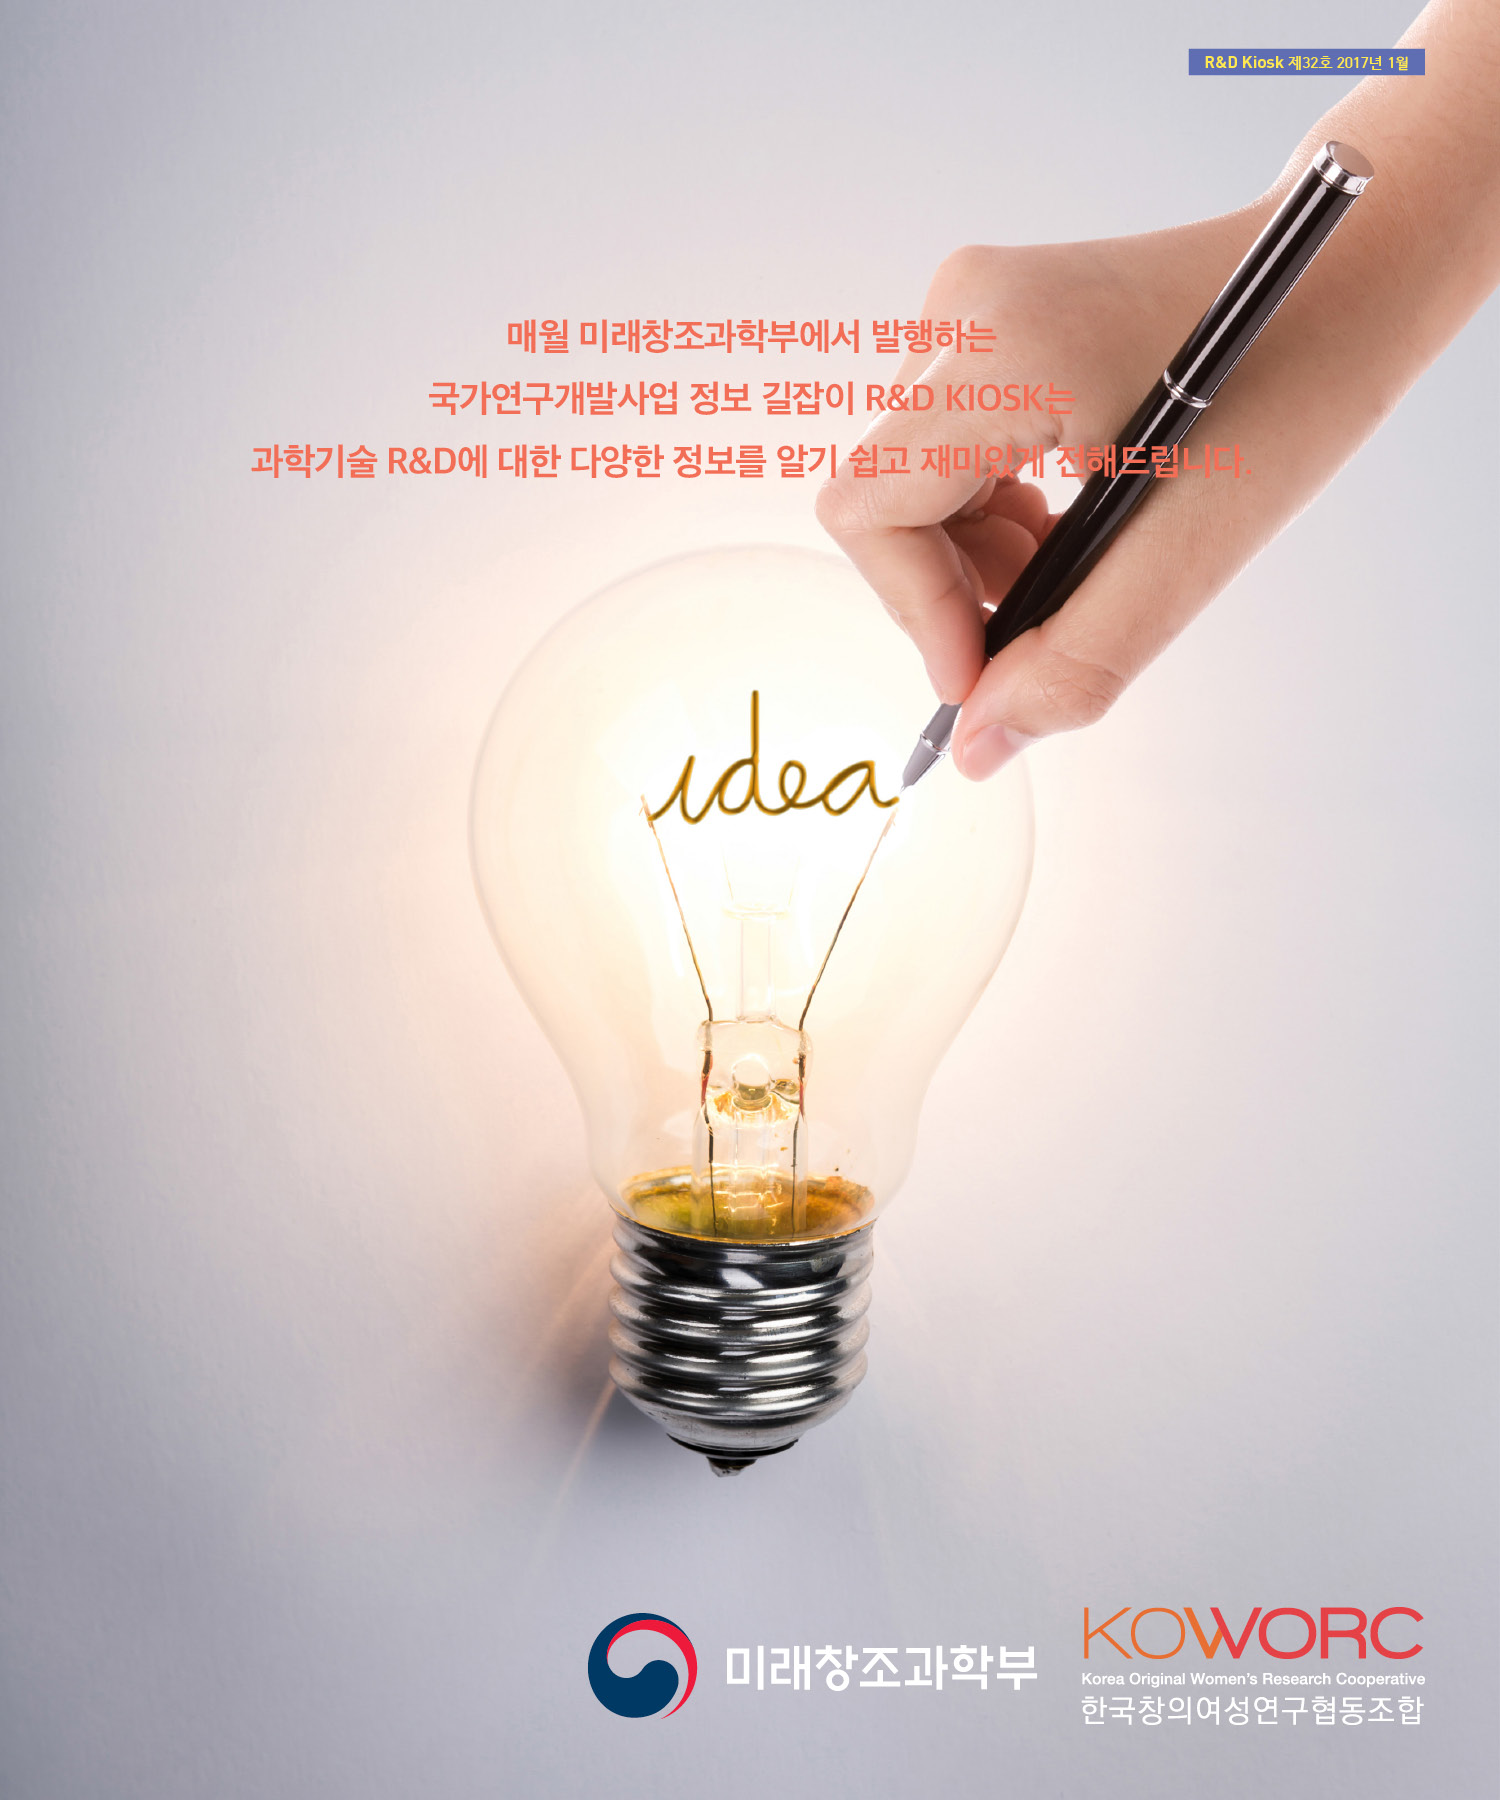 R&D Kiosk 제32호 2017년 1월
매월 미래창조과학부에서 발행하는
국가연구개발사업 정보 길잡이 R&D KIOSK는
과학기술 R&D에 대한 다양한 정보를 알기 쉽고 재미있게 전해드립니다.
idea
미래창조과학부
KOWORC
Korea Original Women's Research Cooperative
한국창의여성연구협동조합